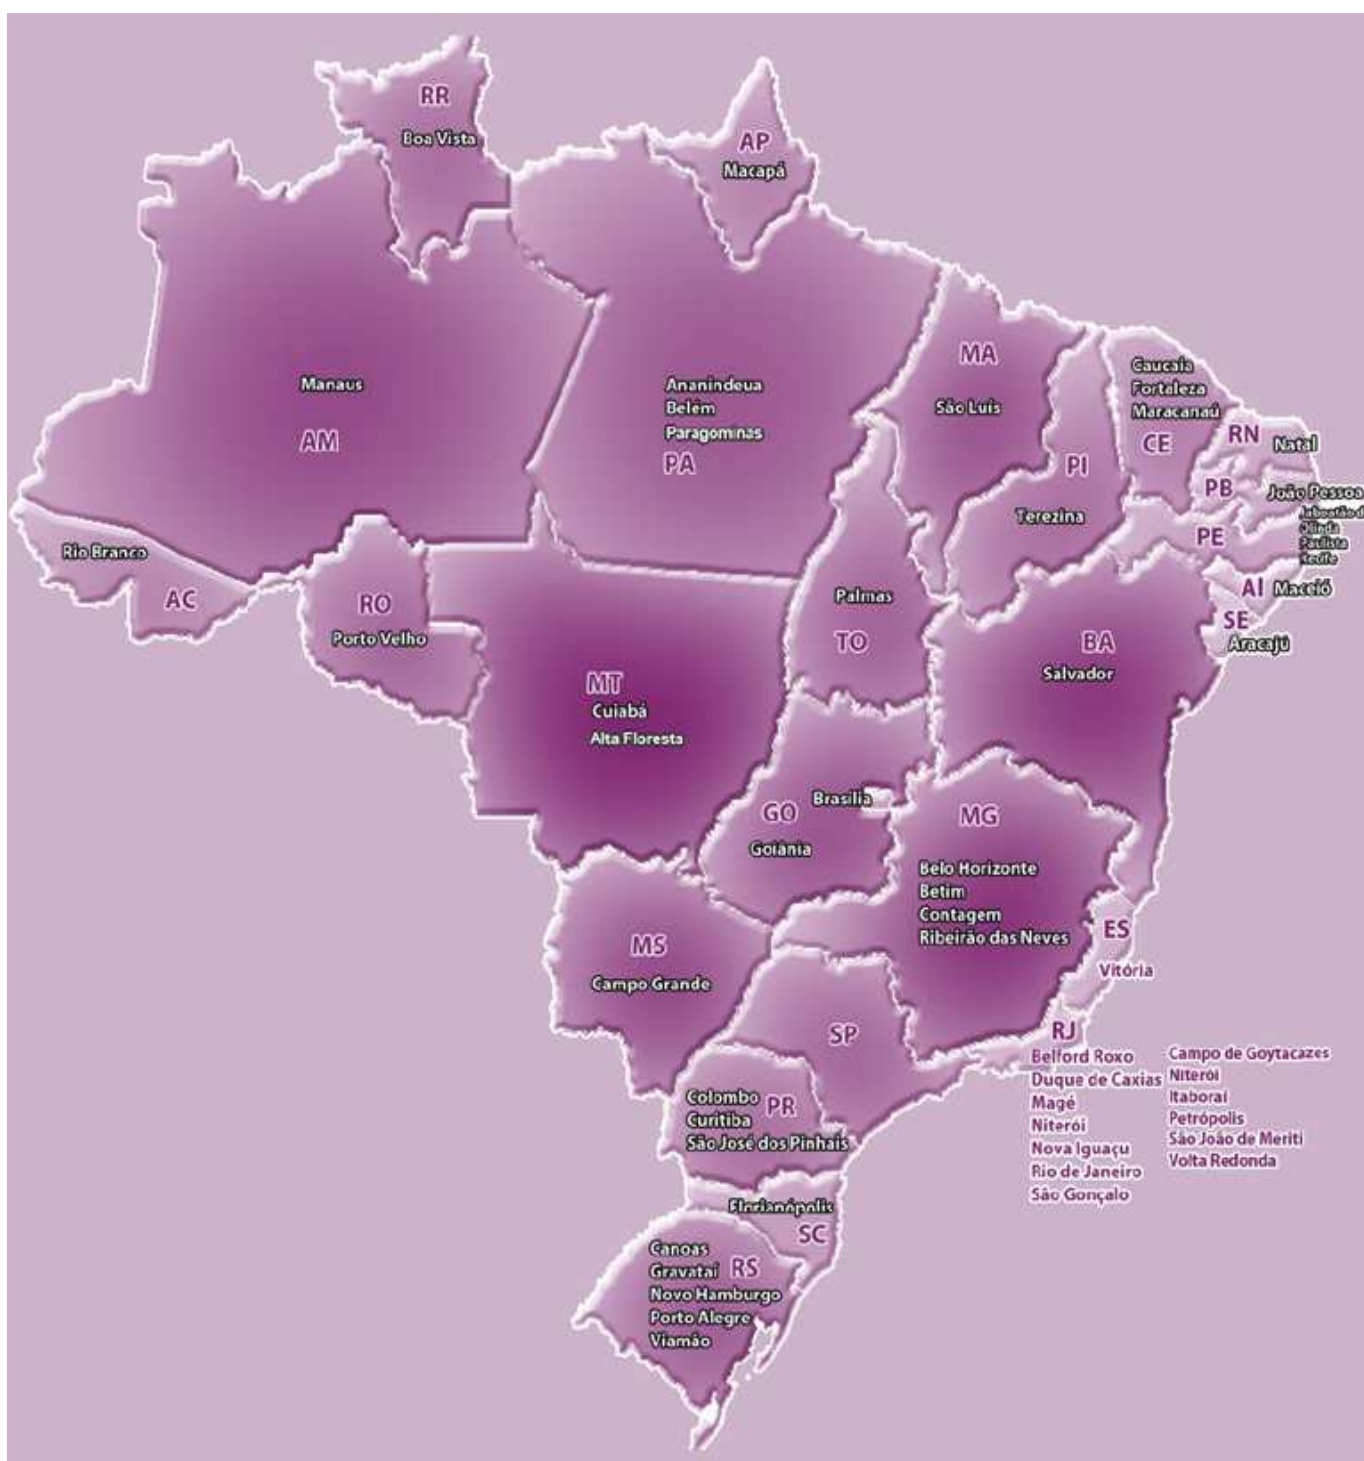 RR
Boa Vista
AP
Macapá
Manaus
AM
Ananindeua
Belém
Paragominas
PA
MA
São Luís
PI
Terezina
Caucaía
Fortaleza
Maracanaú
CE
RN
Natal
PB
João Pessoa
PE
Jaboatão d
Olinda
Paulista
Recife
Al
Maceió
SE
Aracajú
Rio Branco
AC
RO
Porto Velho
MT
Cuiabá
Alta Floresta
Palmas
TO
BA
Salvador
Brasília
GO
Goiânia
MG
Belo Horizonte
Betim
Contagem
Ribeirão das Neves
ES
Vitória
MS
Campo Grande
SP
RJ
Belford Roxo
Duque de Caxias
Magé
Niterói
Nova Iguaçu
Rio de Janeiro
São Gonçalo
Campo de Goytacazes
Niterói
Itaboraí
Petrópolis
São João de Meriti
Volta Redonda
Colombo
Curitiba
São José dos Pinhais
PR
Florianópolis
SC
Canoas
Gravataí
Novo Hamburgo
Porto Alegre
Viamão
RS